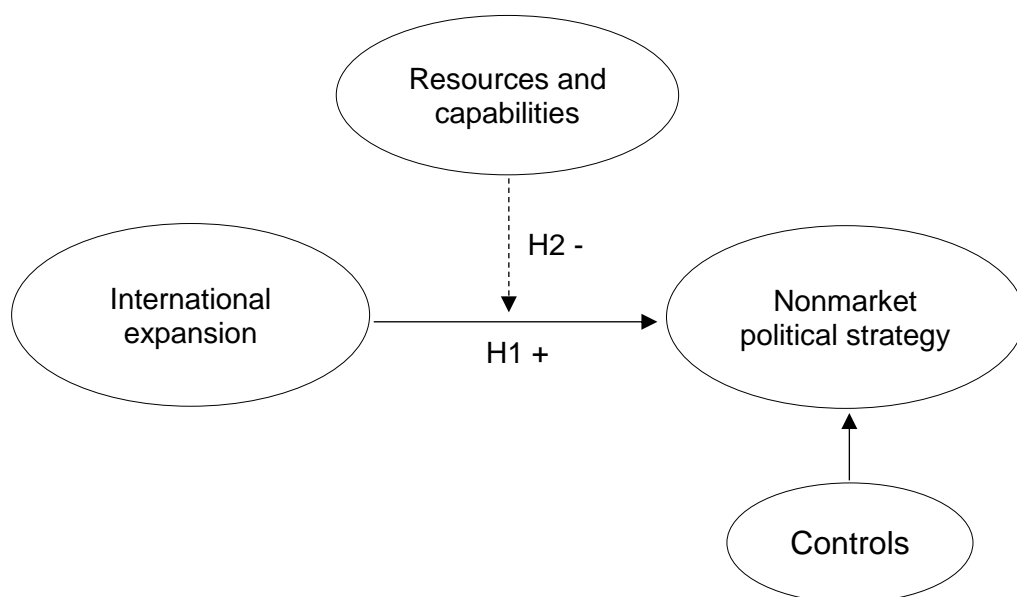 Resources and
capabilities
H2 -
International
expansion
Nonmarket
political strategy
H1 +
Controls